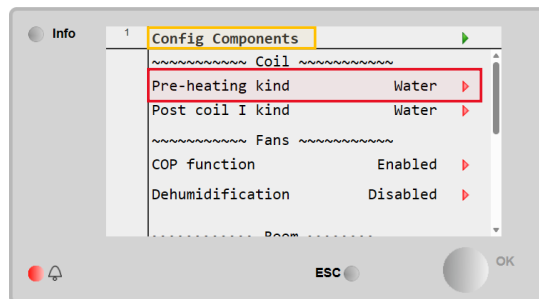 Info
1
Config Components
~~~~~~~~~~~ Coil ~~~~~~~~~~~
Pre-heating kind Water
Post coil I kind Water
~~~~~~~~~~~ Fans ~~~~~~~~~~~
COP function Enabled
Dehumidification Disabled
Room
ESC
OK